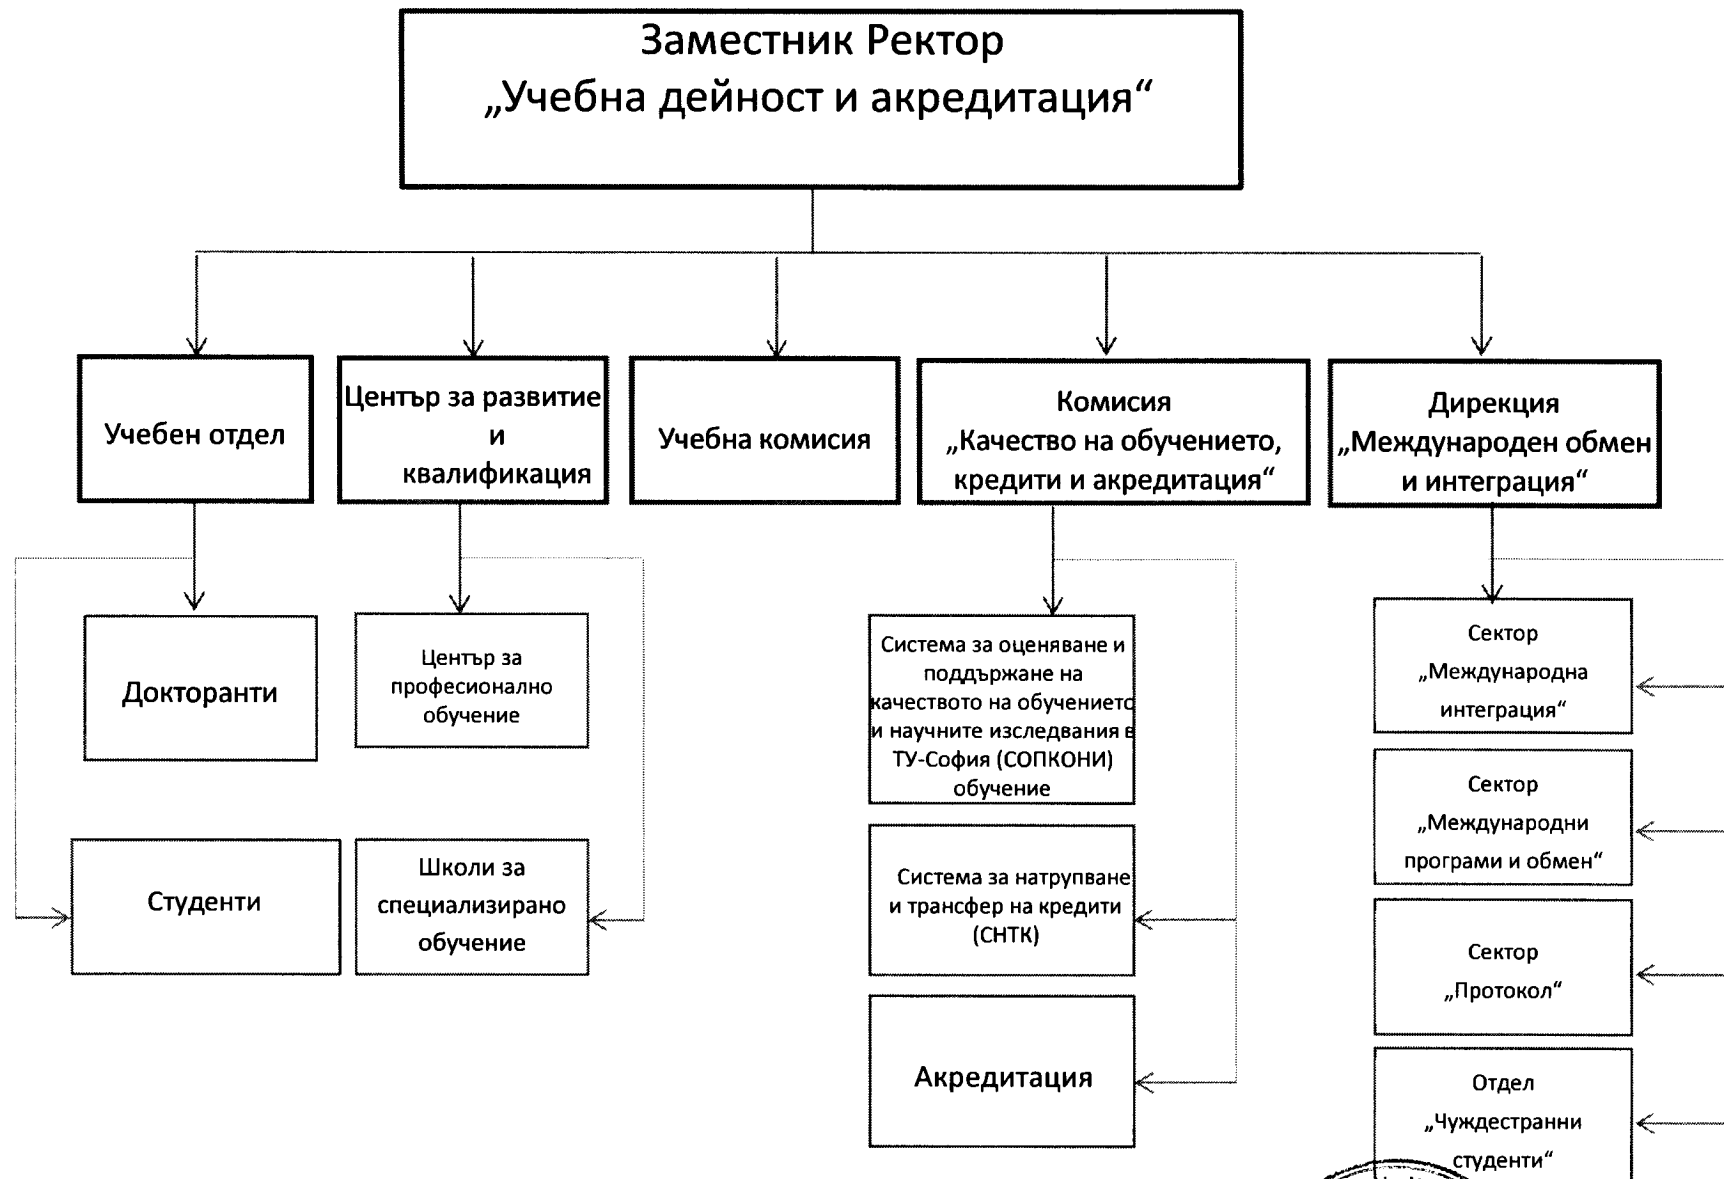 Заместник Ректор
„Учебна дейност и акредитация“
Учебен отдел
Център за развитие
и
квалификация
Учебна комисия
Комисия
„Качество на обучението,
кредити и акредитация“
Дирекция
„Международен обмен
и интеграция“
Докторанти
Център за
професионално
обучение
Система за оценяване и
поддържане на
качеството на обучението
и научните изследвания в
ТУ-София (СОПКОНИ)
обучение
Сектор
„Международна
интеграция“
Сектор
„Международни
програми и обмен“
Студенти
Школи за
специализирано
обучение
Система за натрупване
и трансфер на кредити
(СНТК)
Сектор
„Протокол“
Акредитация
Отдел
„Чуждестранни
студенти“